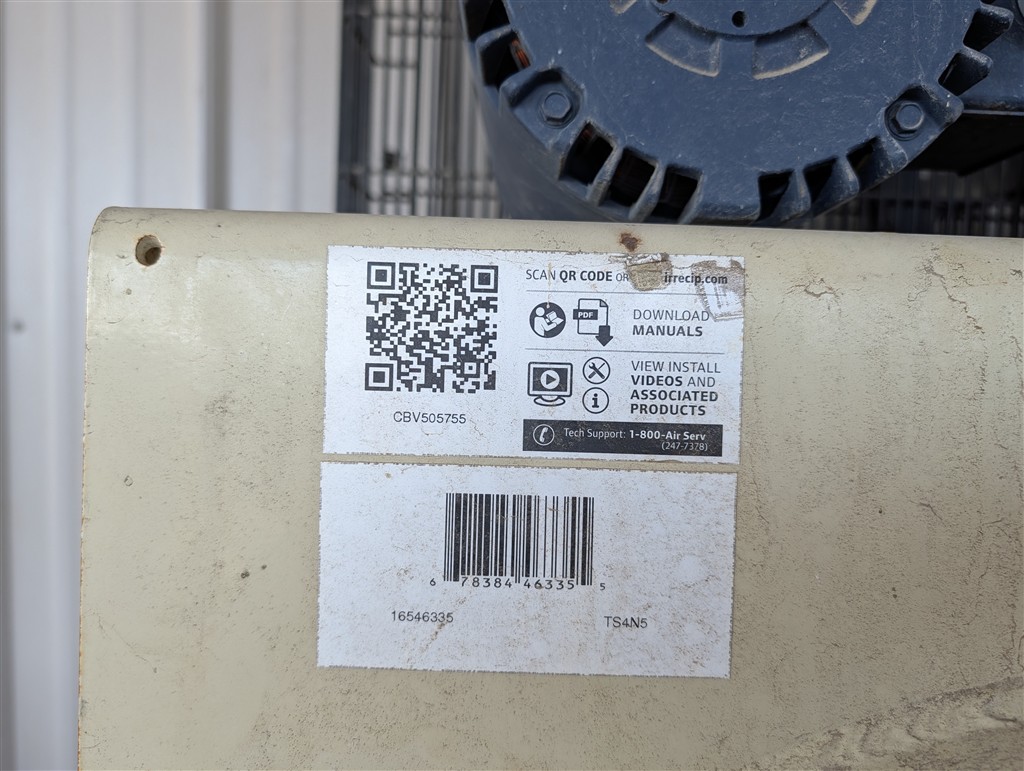 SCAN QR CODE OR irrecip.com
PDF
DOWNLOAD
MANUALS
VIEW INSTALL
VIDEOS AND
ASSOCIATED
PRODUCTS
i
CBV505755
Tech Support: 1-800-Air Serv
(247-7378)
6 78384 46335 5
16546335
TS4N5